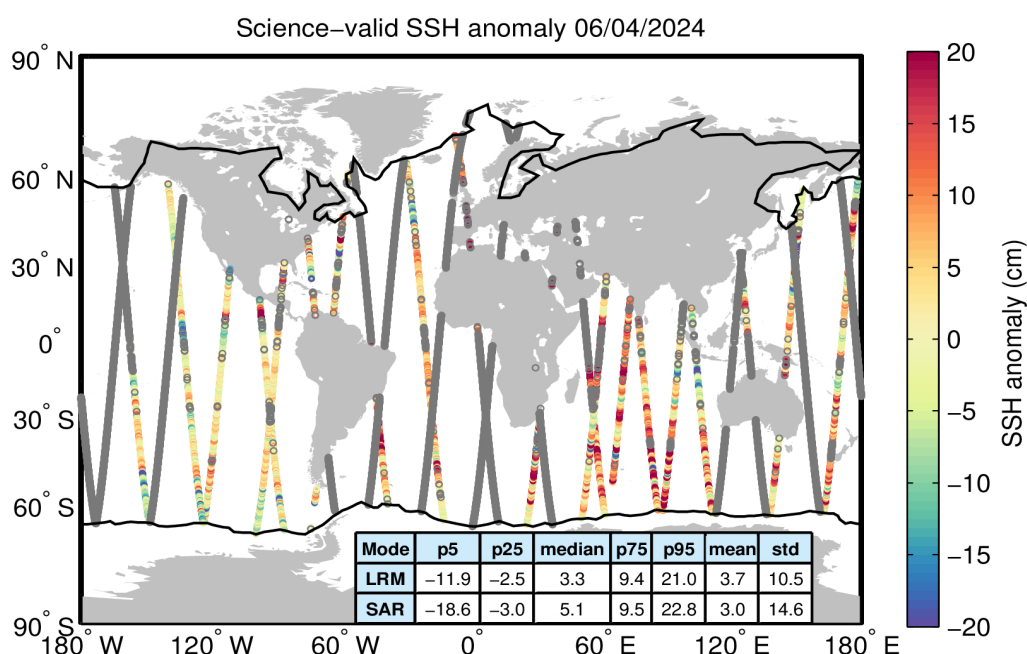 Science−valid SSH anomaly 06/04/2024
90° N
60° N
30° N
0°
30° S
60° S
90° S
180° W
120° W
60° W
0°
60° E
120° E
180° E
Mode p5 p25 median p75 p95 mean std
LRM −11.9 −2.5 3.3 9.4 21.0 3.7 10.5
SAR −18.6 −3.0 5.1 9.5 22.8 3.0 14.6
20
15
10
5
0
−5
−10
−15
−20
SSH anomaly (cm)